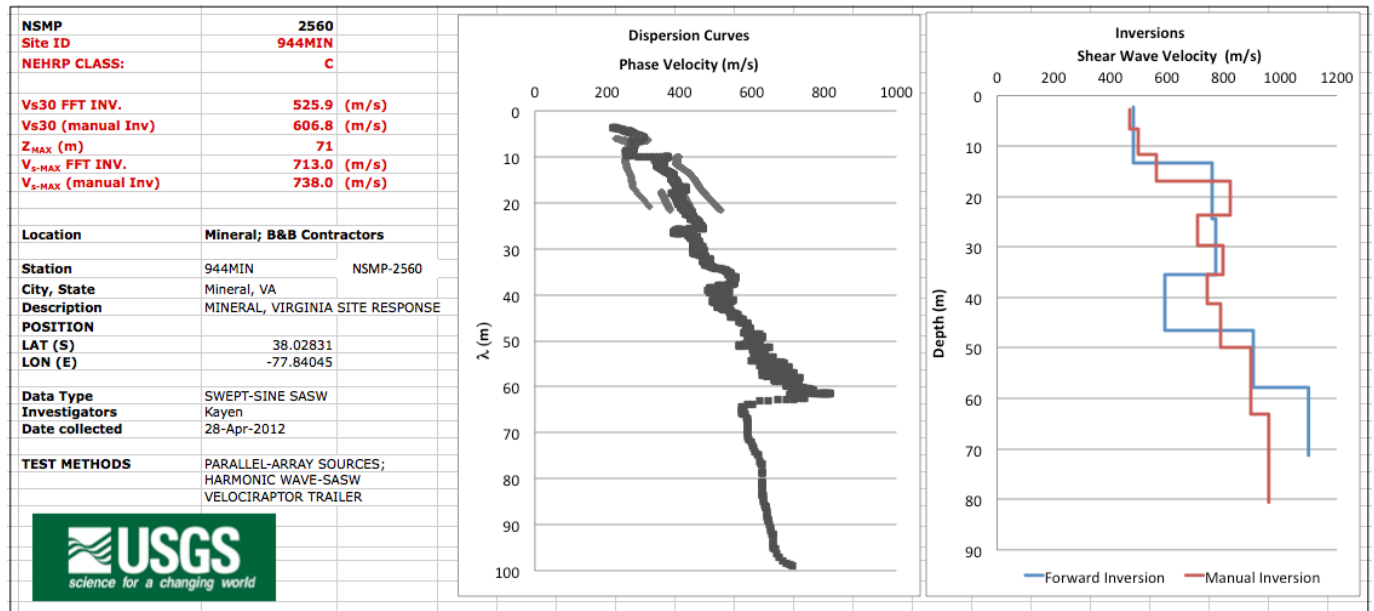 NSMP 2560
Site ID 944MIN
NEHRP CLASS: C
Vs30 FFT INV. 525.9 (m/s)
Vs30 (manual Inv) 606.8 (m/s)
ZMAX (m) 71
Vs-MAX FFT INV. 713.0 (m/s)
Vs-MAX (manual Inv) 738.0 (m/s)
Location Mineral; B&B Contractors
Station 944MIN NSMP-2560
City, State Mineral, VA
Description MINERAL, VIRGINIA SITE RESPONSE
POSITION
LAT (S) 38.02831
LON (E) -77.84045
Data Type SWEPT-SINE SASW
Investigators Kayen
Date collected 28-Apr-2012
TEST METHODS PARALLEL-ARRAY SOURCES;
HARMONIC WAVE-SASW
VELOCIRAPTOR TRAILER
USGS
science for a changing world
Dispersion Curves
Phase Velocity (m/s)
0 200 400 600 800 1000
0
10
20
30
40
50
60
70
80
90
100
λ (m)
Inversions
Shear Wave Velocity (m/s)
0 200 400 600 800 1000 1200
0
10
20
30
40
50
60
70
80
90
Depth (m)
Forward Inversion Manual Inversion